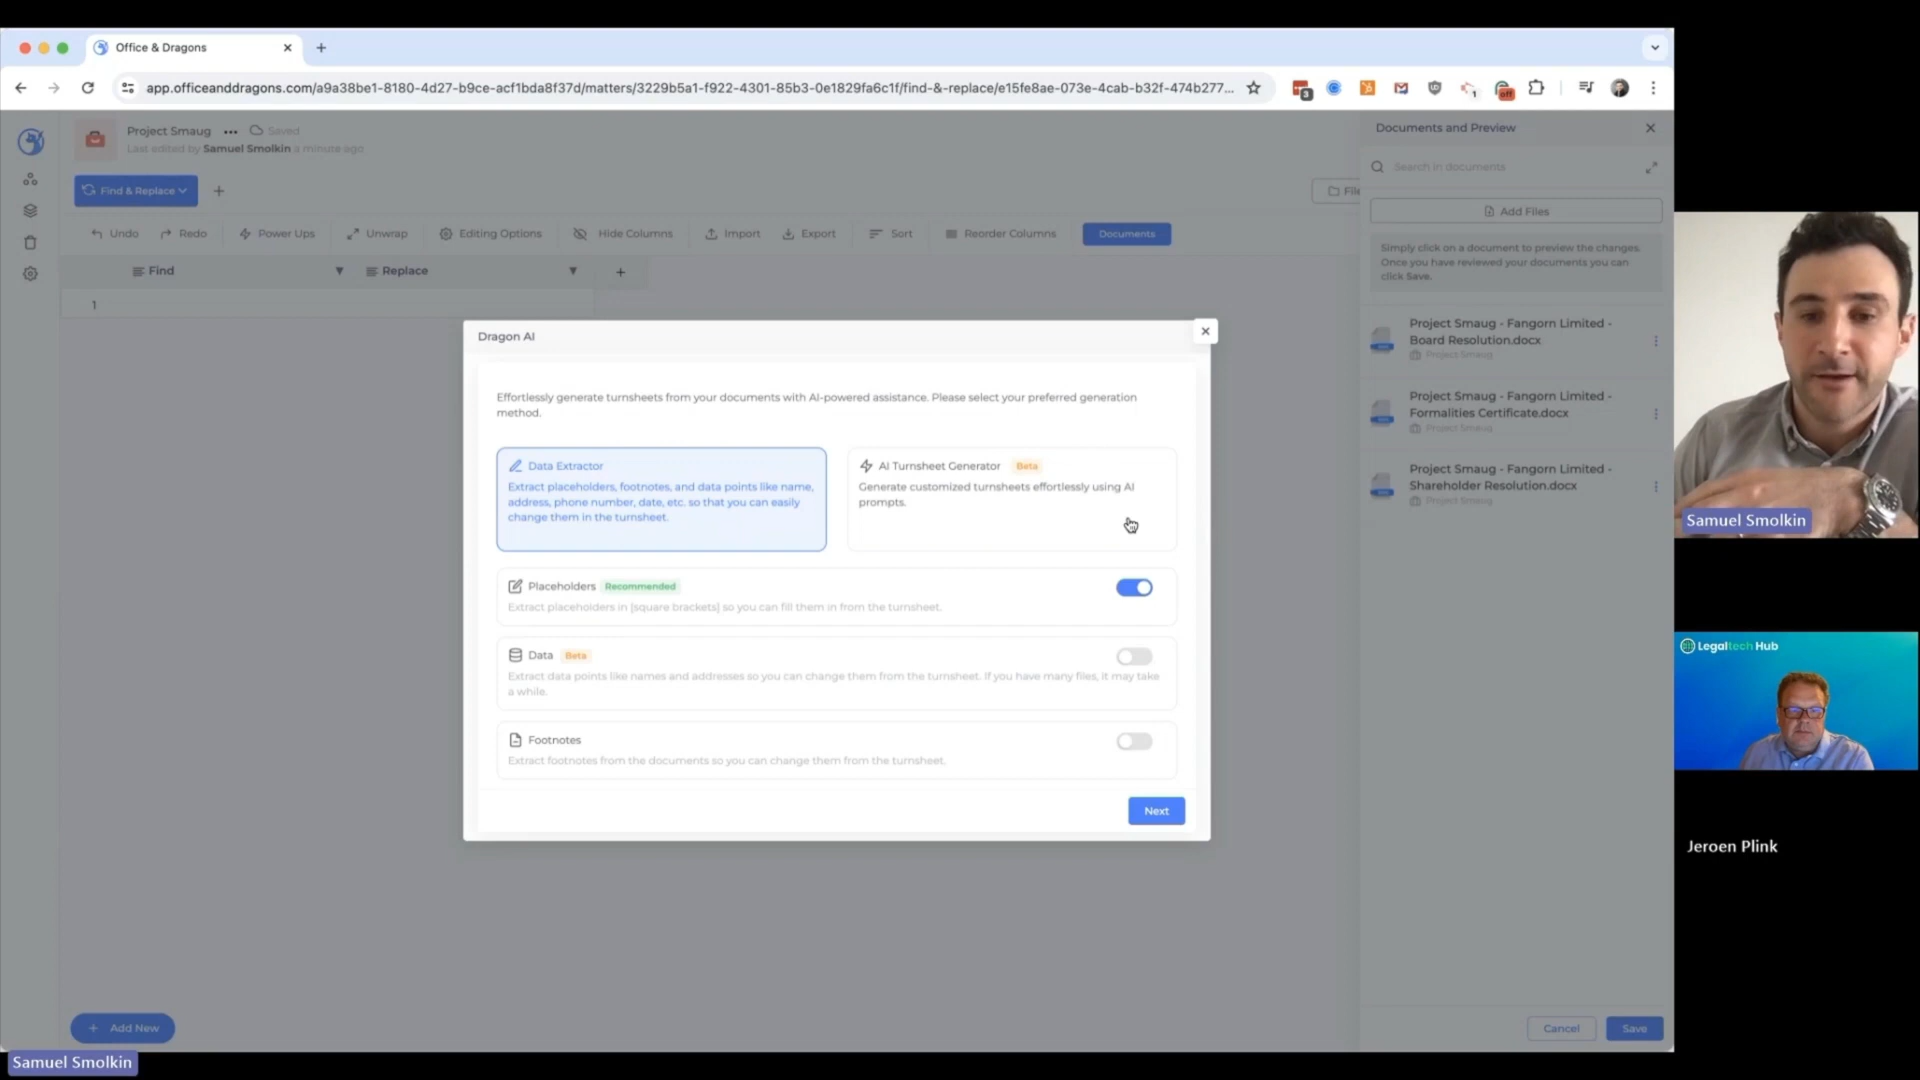 Office & Dragons
app.officeanddragons.com/a9a38be1-8180-4d27-b9ce-acf1bda8f37d/matters/3229b5a1-f922-4301-85b3-0e1829fa6c1f/find-&-replace/e15fe8ae-073e-4cab-b32f-474b277...
3
1
off
Project Smaug ••• Saved
Last edited by Samuel Smolkin a minute ago
Find & Replace
File
Undo Redo Power Ups Unwrap Editing Options Hide Columns Import Export Sort Reorder Columns Documents
Find Replace
1
Dragon AI
Effortlessly generate turnsheets from your documents with AI-powered assistance. Please select your preferred generation
method.
Data Extractor
Extract placeholders, footnotes, and data points like name,
address, phone number, date, etc. so that you can easily
change them in the turnsheet.
AI Turnsheet Generator Beta
Generate customized turnsheets effortlessly using AI
prompts.
Placeholders Recommended
Extract placeholders in [square brackets] so you can fill them in from the turnsheet.
Data Beta
Extract data points like names and addresses so you can change them from the turnsheet. If you have many files, it may take
a while.
Footnotes
Extract footnotes from the documents so you can change them from the turnsheet.
Next
Documents and Preview
Search in documents
Add Files
Simply click on a document to preview the changes.
Once you have reviewed your documents you can
click Save.
Project Smaug - Fangorn Limited -
Board Resolution.docx
Project Smaug
Project Smaug - Fangorn Limited -
Formalities Certificate.docx
Project Smaug
Project Smaug - Fangorn Limited -
Shareholder Resolution.docx
Project Smaug
Cancel Save
Add New
Samuel Smolkin
Samuel Smolkin
Legaltech Hub
Jeroen Plink